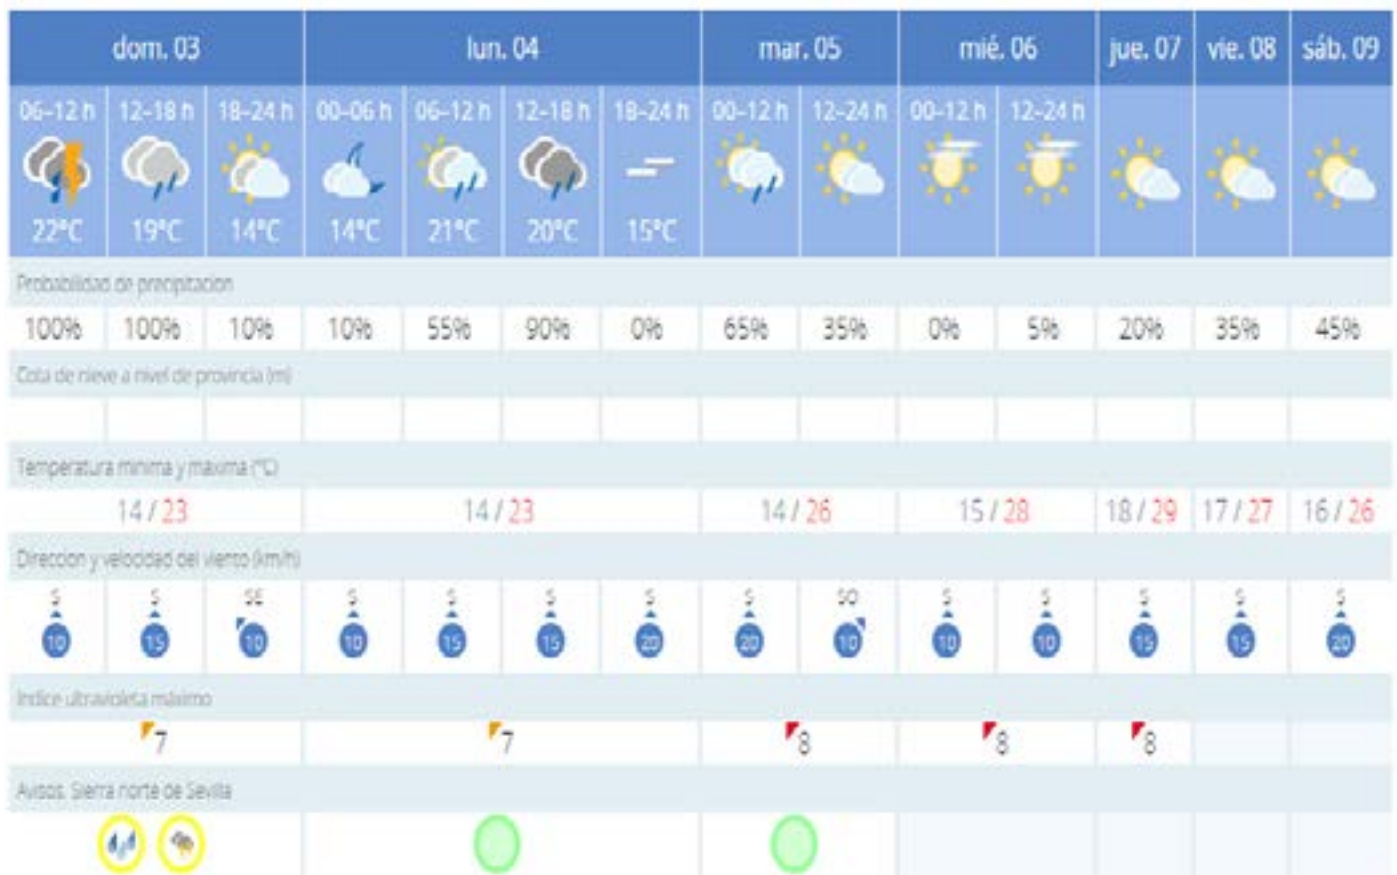 dom. 03 lun. 04 mar. 05 mié. 06 jue. 07 vie. 08 sáb. 09
06–12 h 12–18 h 18–24 h 00–06 h 06–12 h 12–18 h 18–24 h 00–12 h 12–24 h 00–12 h 12–24 h
22°C 19°C 14°C 14°C 21°C 20°C 15°C
Probabilidad de precipitación
100% 100% 10% 10% 55% 90% 0% 65% 35% 0% 5% 20% 35% 45%
Cota de nieve a nivel de provincia (m)
Temperatura mínima y máxima (°C)
14 / 23 14 / 23 14 / 26 15 / 28 18 / 29 17 / 27 16 / 26
Dirección y velocidad del viento (km/h)
S S SE S S S S S SO S S S S S
10 15 10 10 15 15 20 20 10 10 10 15 15 20
Índice ultravioleta máximo
7 7 8 8 8
Avisos. Sierra norte de Sevilla